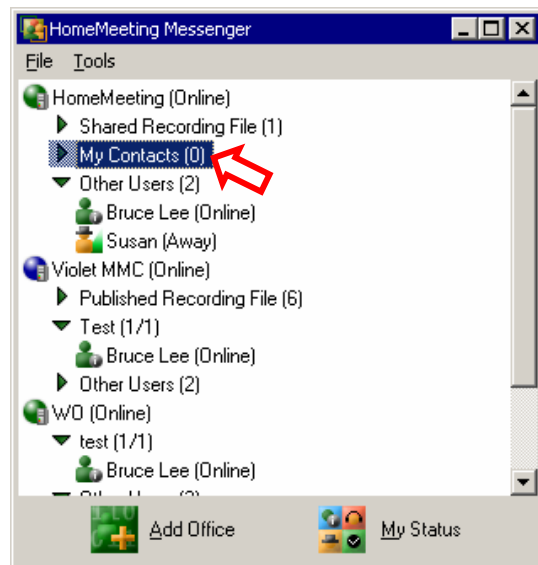 HomeMeeting Messenger
File Tools
HomeMeeting (Online)
Shared Recording File (1)
My Contacts (0)
Other Users (2)
Bruce Lee (Online)
Susan (Away)
Violet MMC (Online)
Published Recording File (6)
Test (1/1)
Bruce Lee (Online)
Other Users (2)
WO (Online)
test (1/1)
Bruce Lee (Online)
Add Office My Status